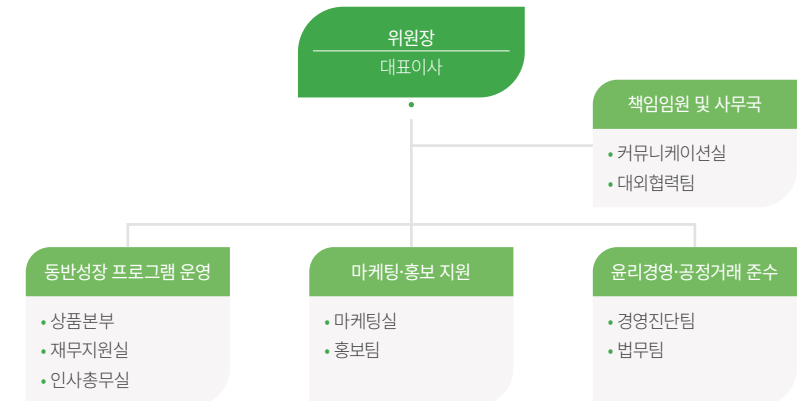 위원장
대표이사
책임임원 및 사무국
• 커뮤니케이션실
• 대외협력팀
동반성장 프로그램 운영
• 상품본부
• 재무지원실
• 인사총무실
마케팅·홍보 지원
• 마케팅실
• 홍보팀
윤리경영·공정거래 준수
• 경영진단팀
• 법무팀